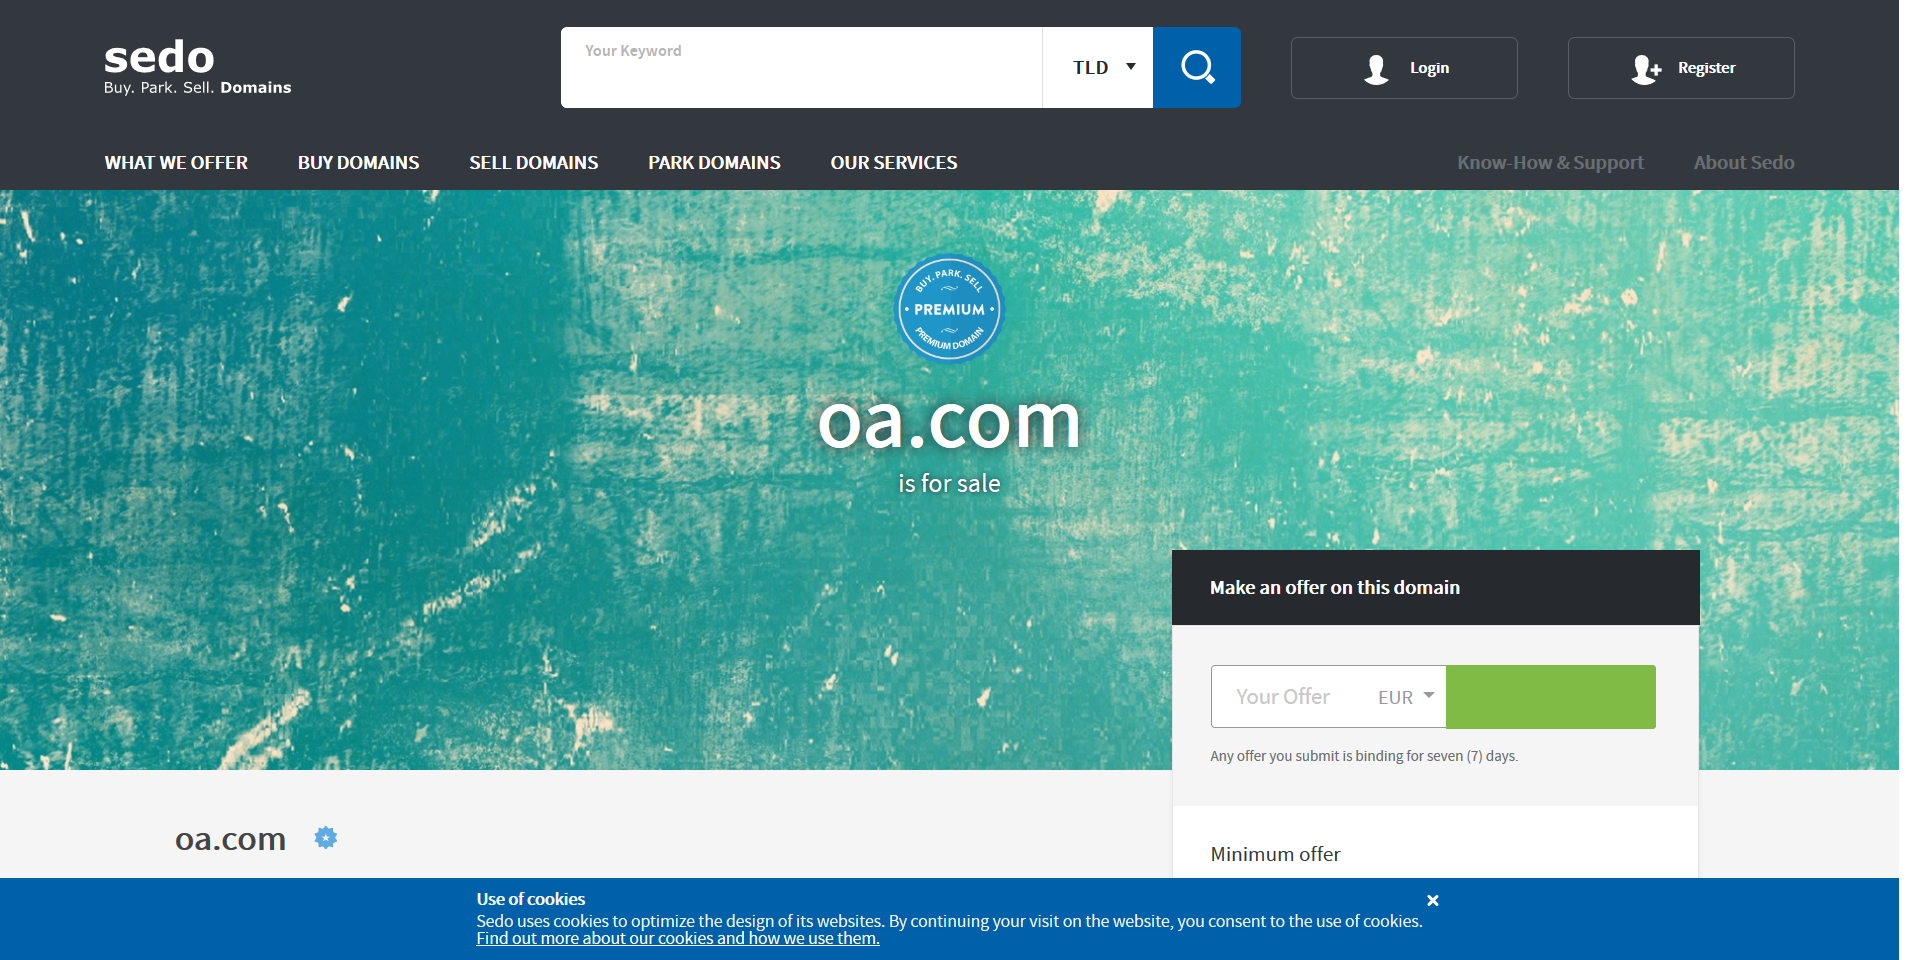 sedo
Buy. Park. Sell. Domains
Your Keyword
TLD
Login
Register
WHAT WE OFFER
BUY DOMAINS
SELL DOMAINS
PARK DOMAINS
OUR SERVICES
Know-How & Support
About Sedo
BUY. PARK. SELL
• PREMIUM •
PREMIUM DOMAIN
oa.com
is for sale
Make an offer on this domain
Your Offer
EUR
Any offer you submit is binding for seven (7) days.
oa.com
Minimum offer
Use of cookies
Sedo uses cookies to optimize the design of its websites. By continuing your visit on the website, you consent to the use of cookies.
Find out more about our cookies and how we use them.